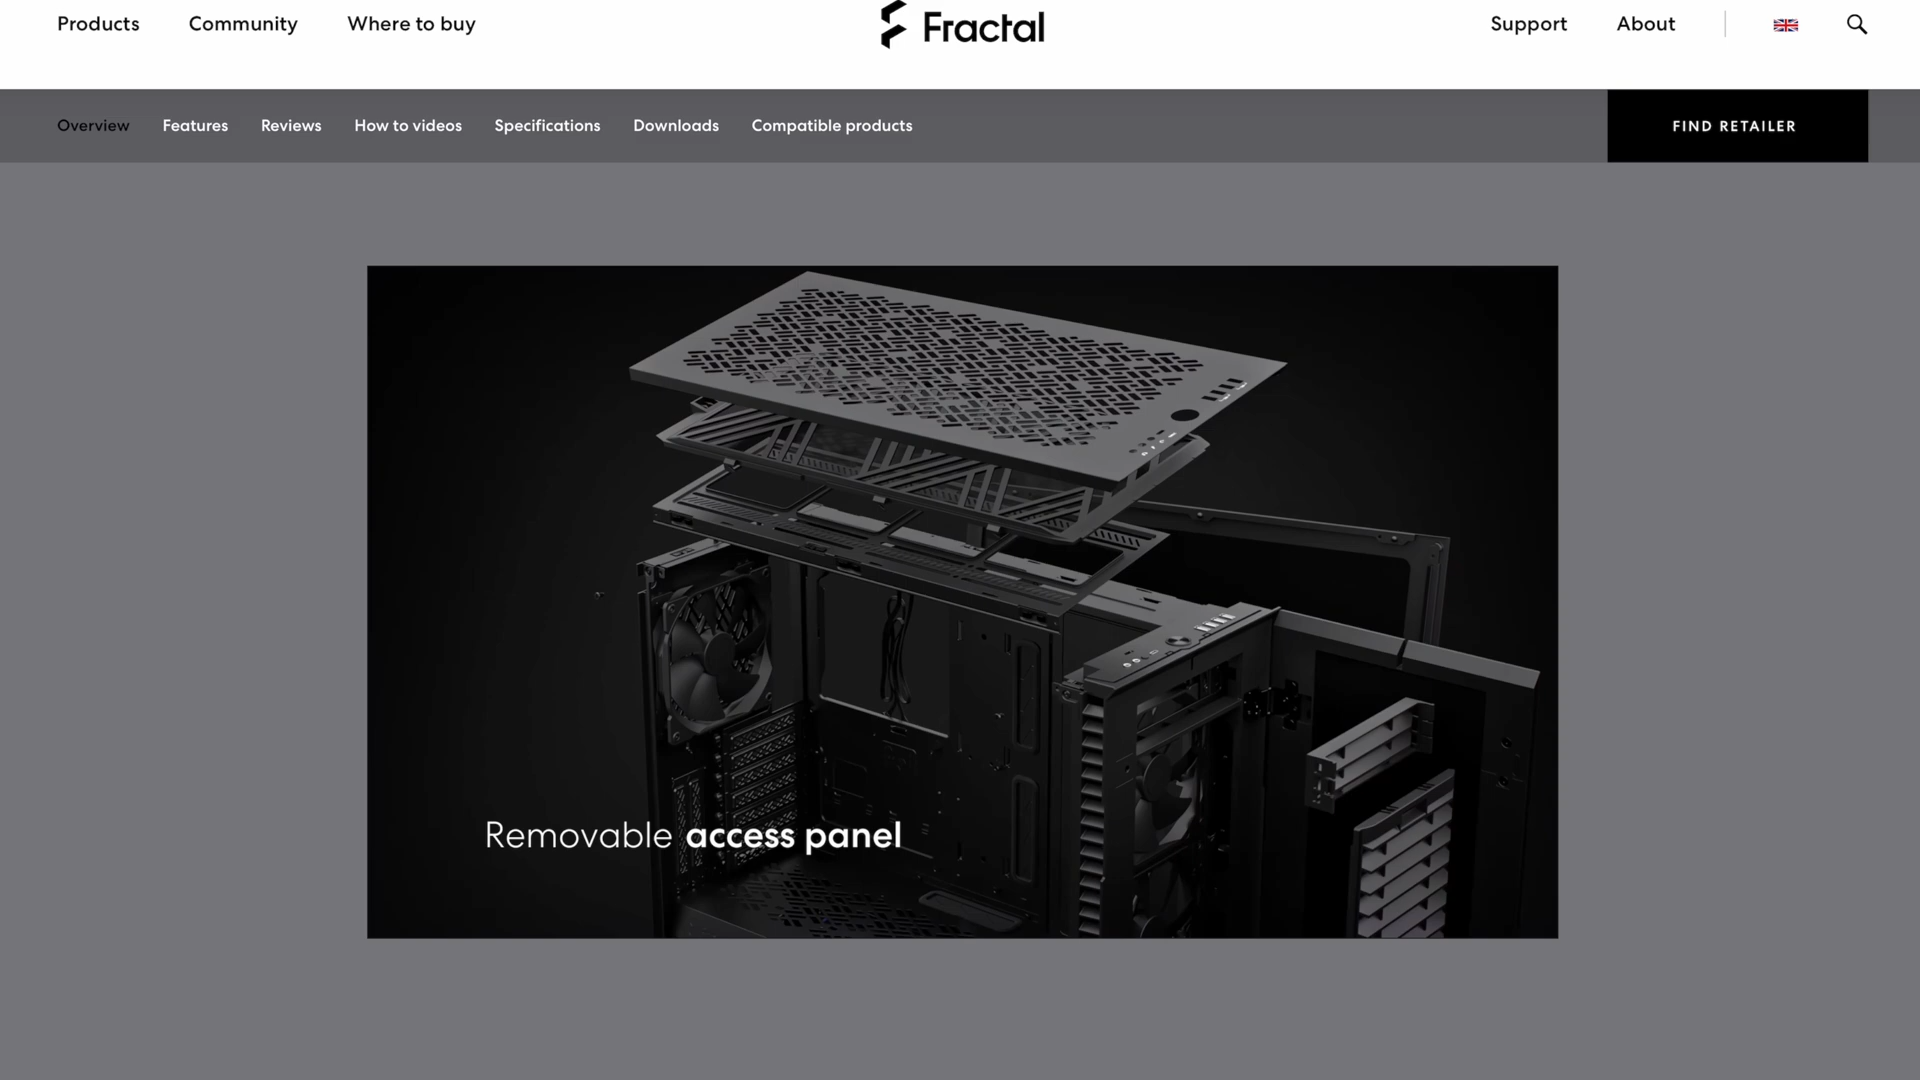 Products Community Where to buy Fractal Support About
Overview Features Reviews How to videos Specifications Downloads Compatible products FIND RETAILER
Removable access panel